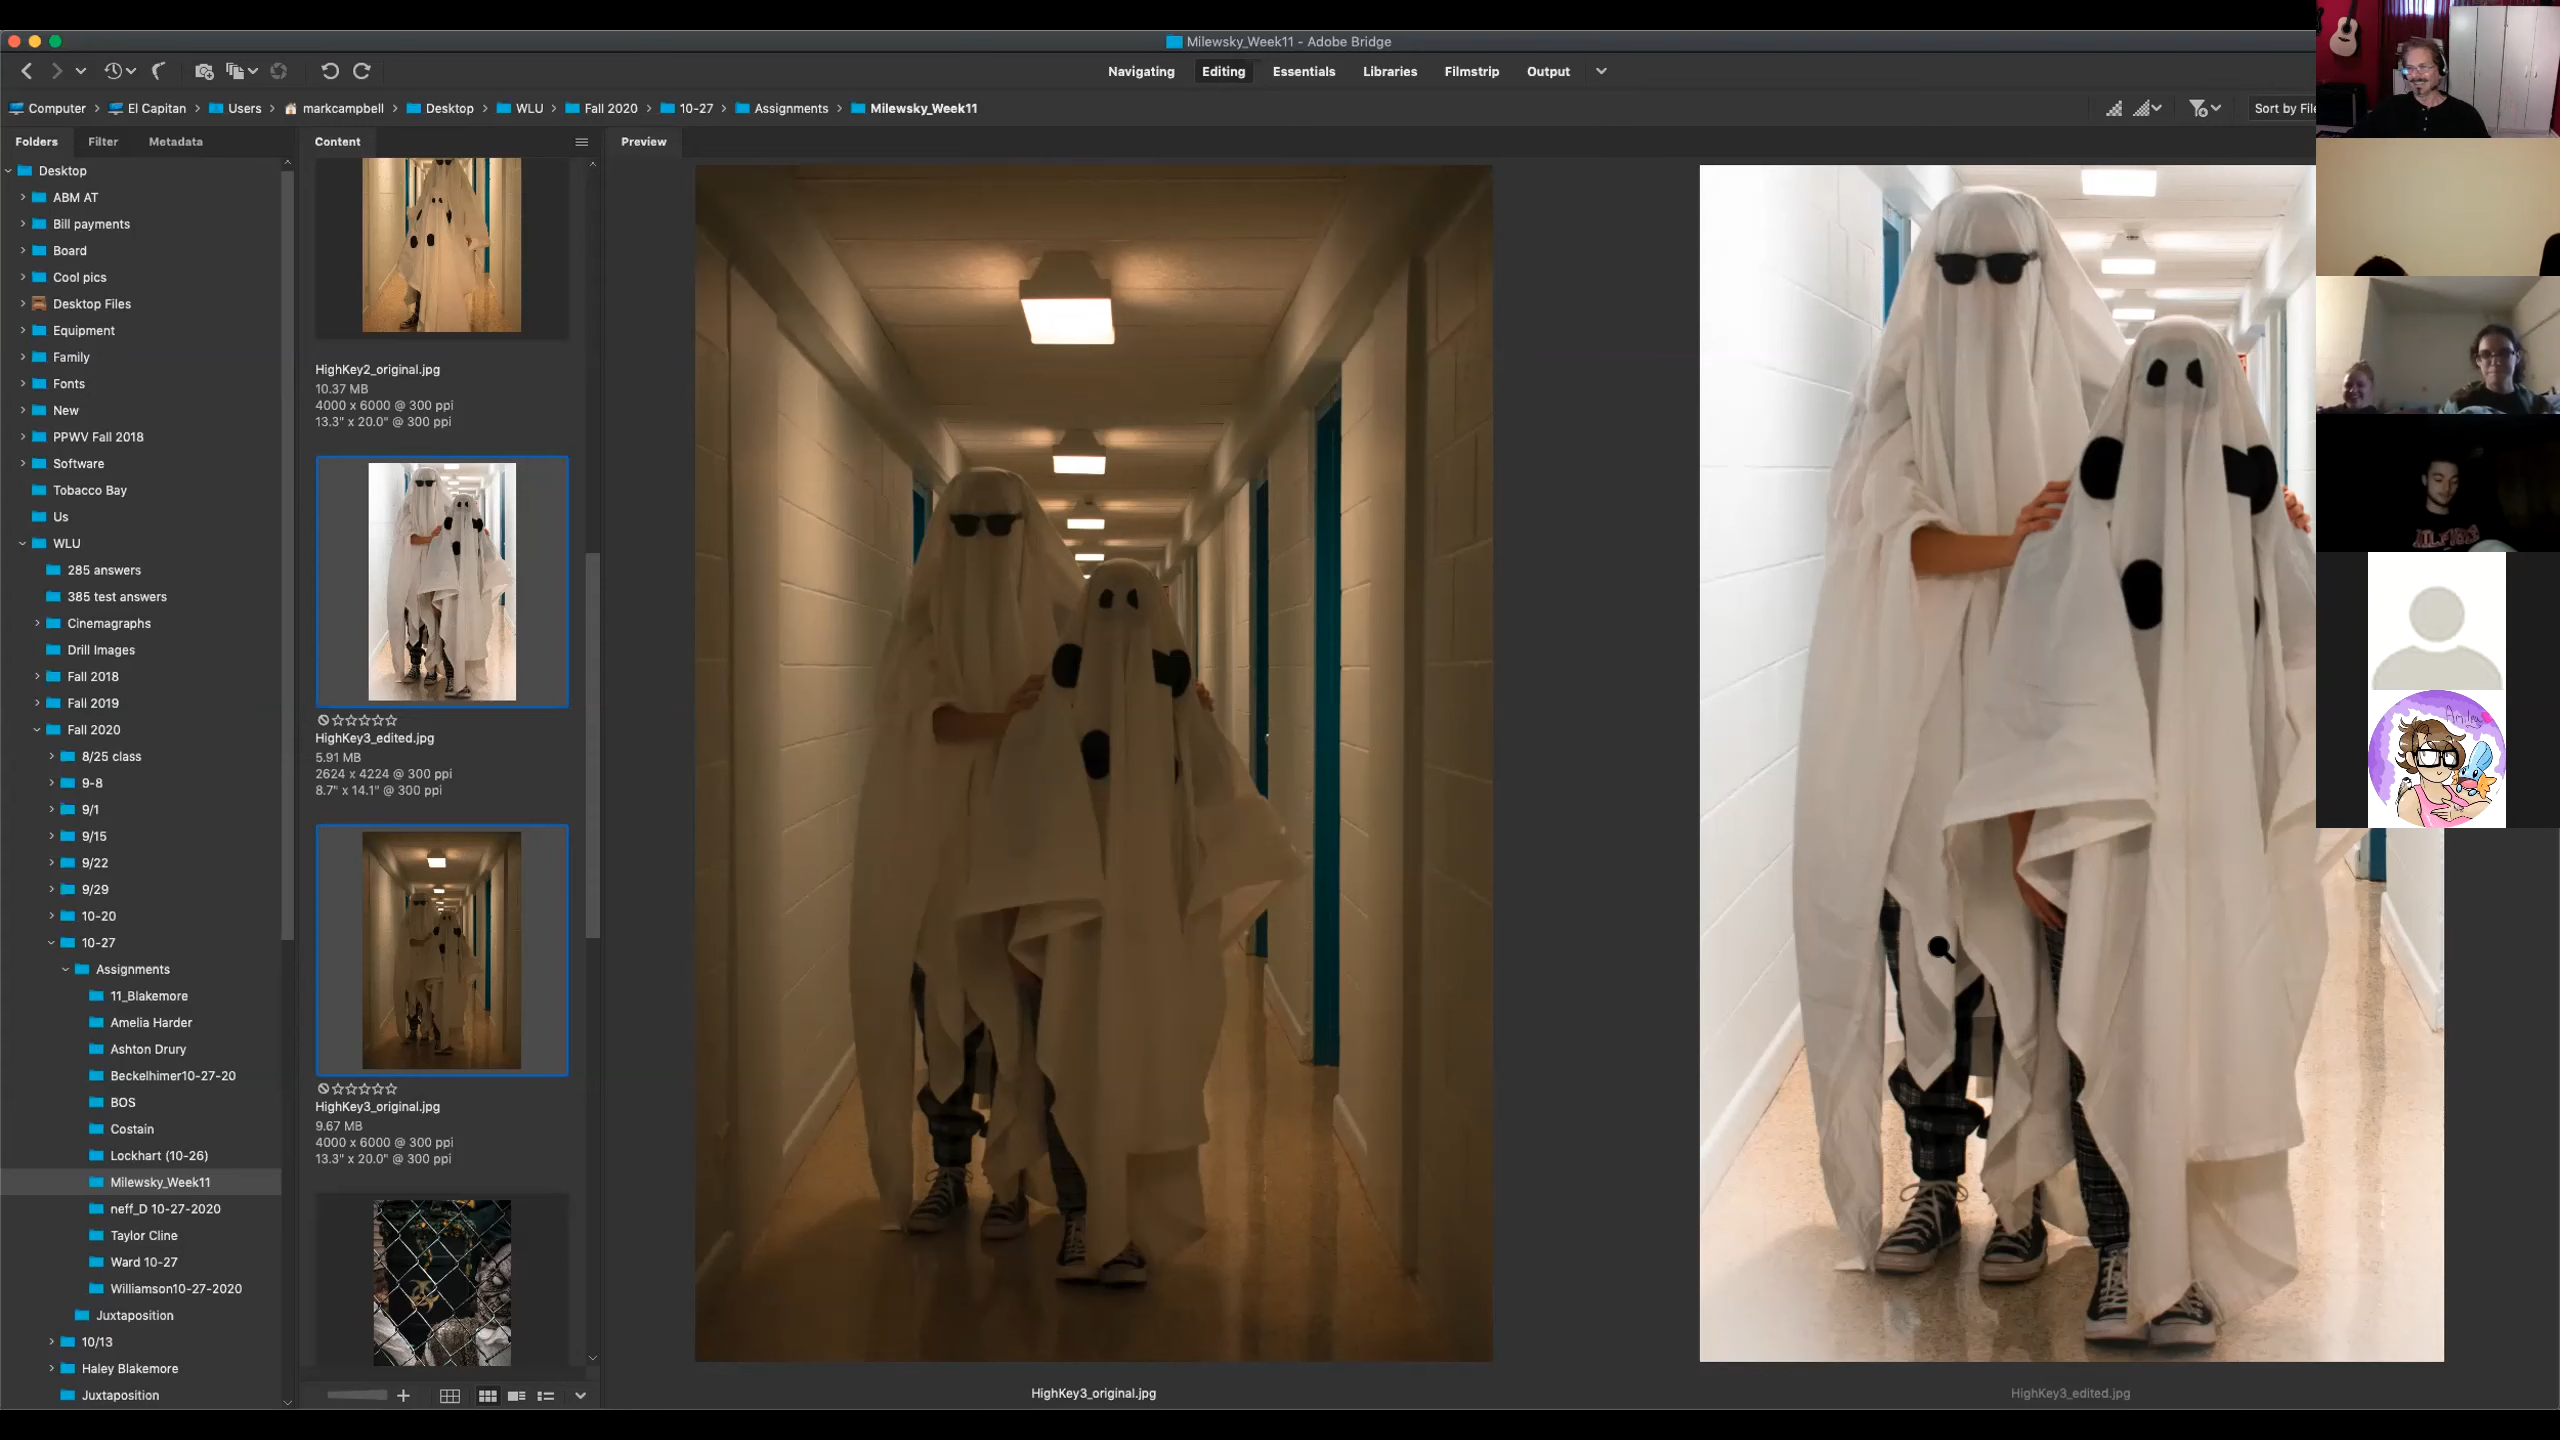 Milewsky_Week11 - Adobe Bridge
Navigating Editing Essentials Libraries Filmstrip Output
Computer El Capitan Users markcampbell Desktop WLU Fall 2020 10-27 Assignments Milewsky_Week11
Sort by File
Folders Filter Metadata
Content
Preview
Desktop
ABM AT
Bill payments
Board
Cool pics
Desktop Files
Equipment
Family
Fonts
New
PPWV Fall 2018
Software
Tobacco Bay
Us
WLU
285 answers
385 test answers
Cinemagraphs
Drill Images
Fall 2018
Fall 2019
Fall 2020
8/25 class
9-8
9/1
9/15
9/22
9/29
10-20
10-27
Assignments
11_Blakemore
Amelia Harder
Ashton Drury
Beckelhimer10-27-20
BOS
Costain
Lockhart (10-26)
Milewsky_Week11
neff_D 10-27-2020
Taylor Cline
Ward 10-27
Williamson10-27-2020
Juxtaposition
10/13
Haley Blakemore
Juxtaposition
HighKey2_original.jpg
10.37 MB
4000 x 6000 @ 300 ppi
13.3" x 20.0" @ 300 ppi
HighKey3_edited.jpg
5.91 MB
2624 x 4224 @ 300 ppi
8.7" x 14.1" @ 300 ppi
HighKey3_original.jpg
9.67 MB
4000 x 6000 @ 300 ppi
13.3" x 20.0" @ 300 ppi
HighKey3_original.jpg
HighKey3_edited.jpg